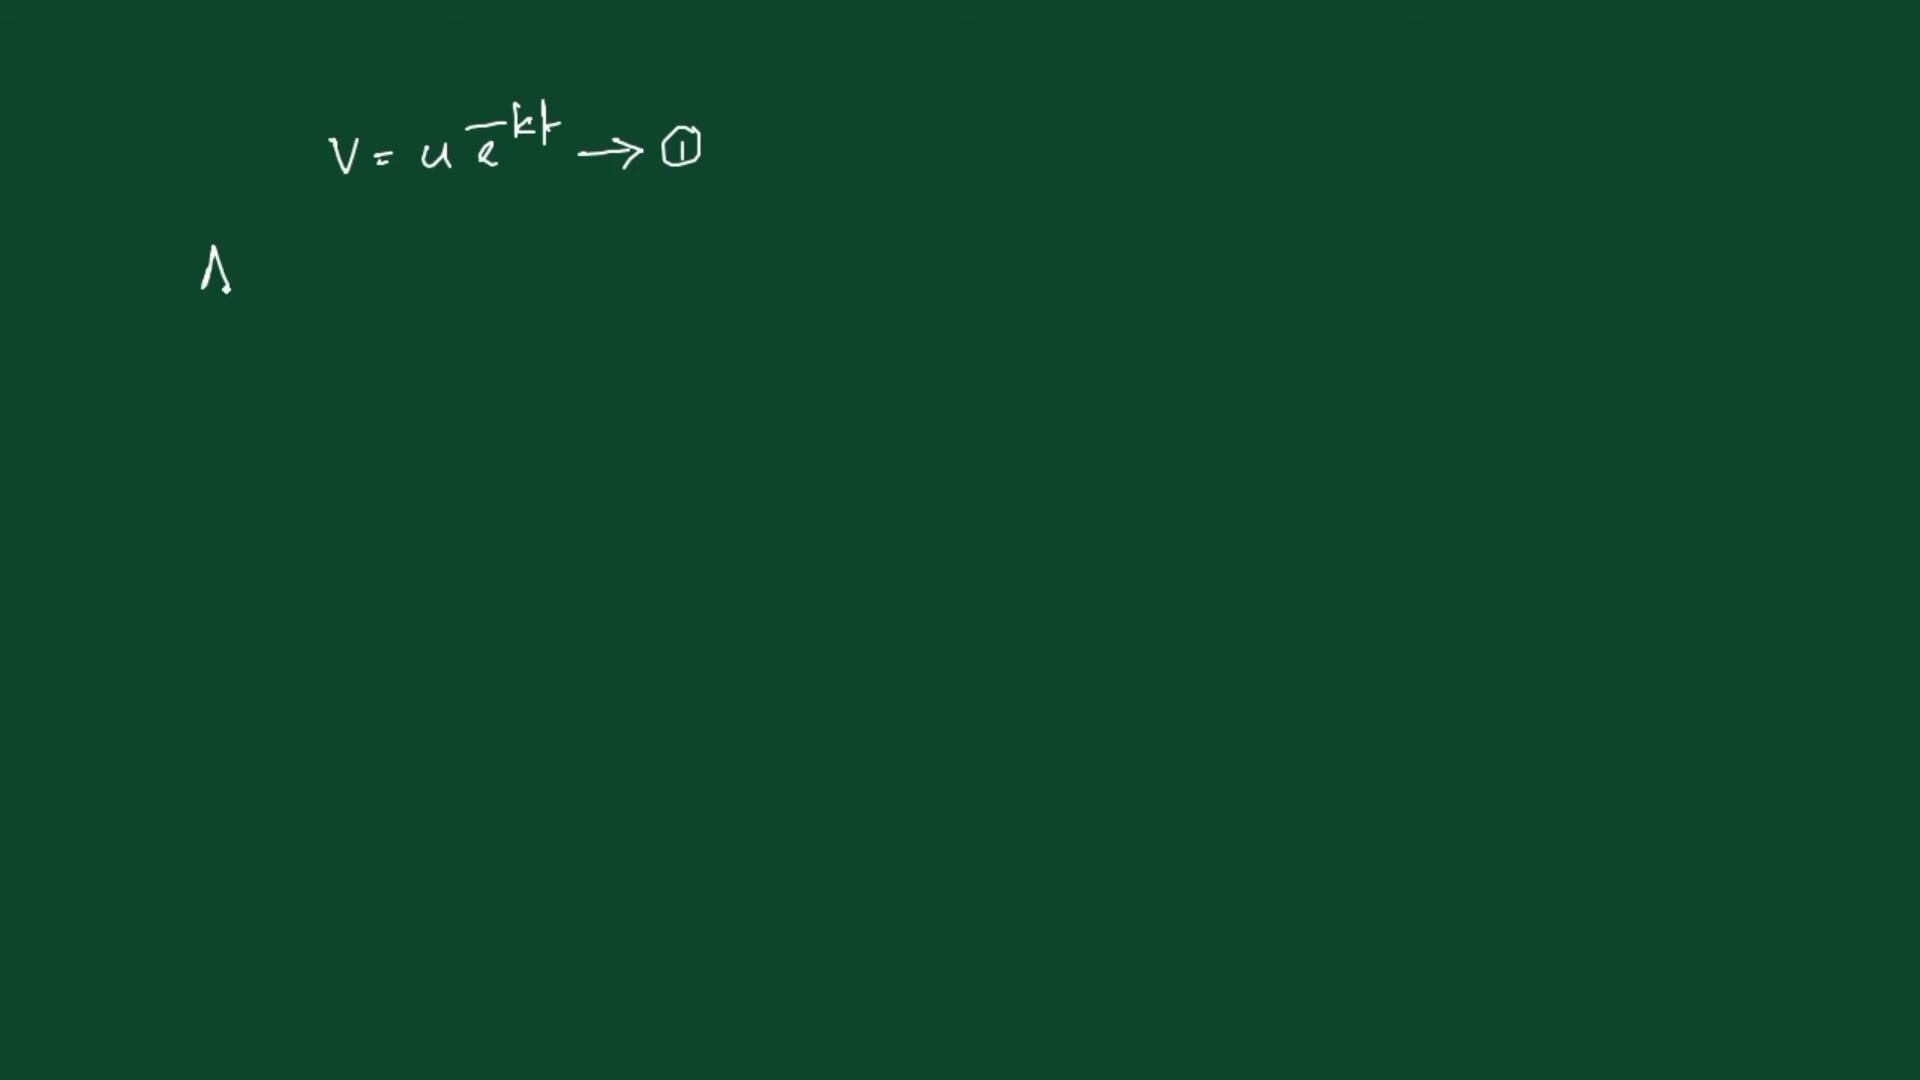 V = u e^{-kt} → ①